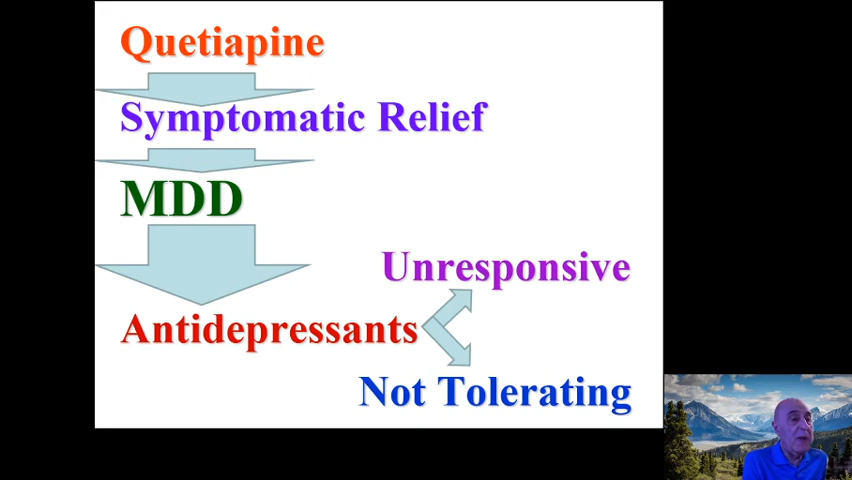 Quetiapine
Symptomatic Relief
MDD
Unresponsive
Antidepressants
Not Tolerating